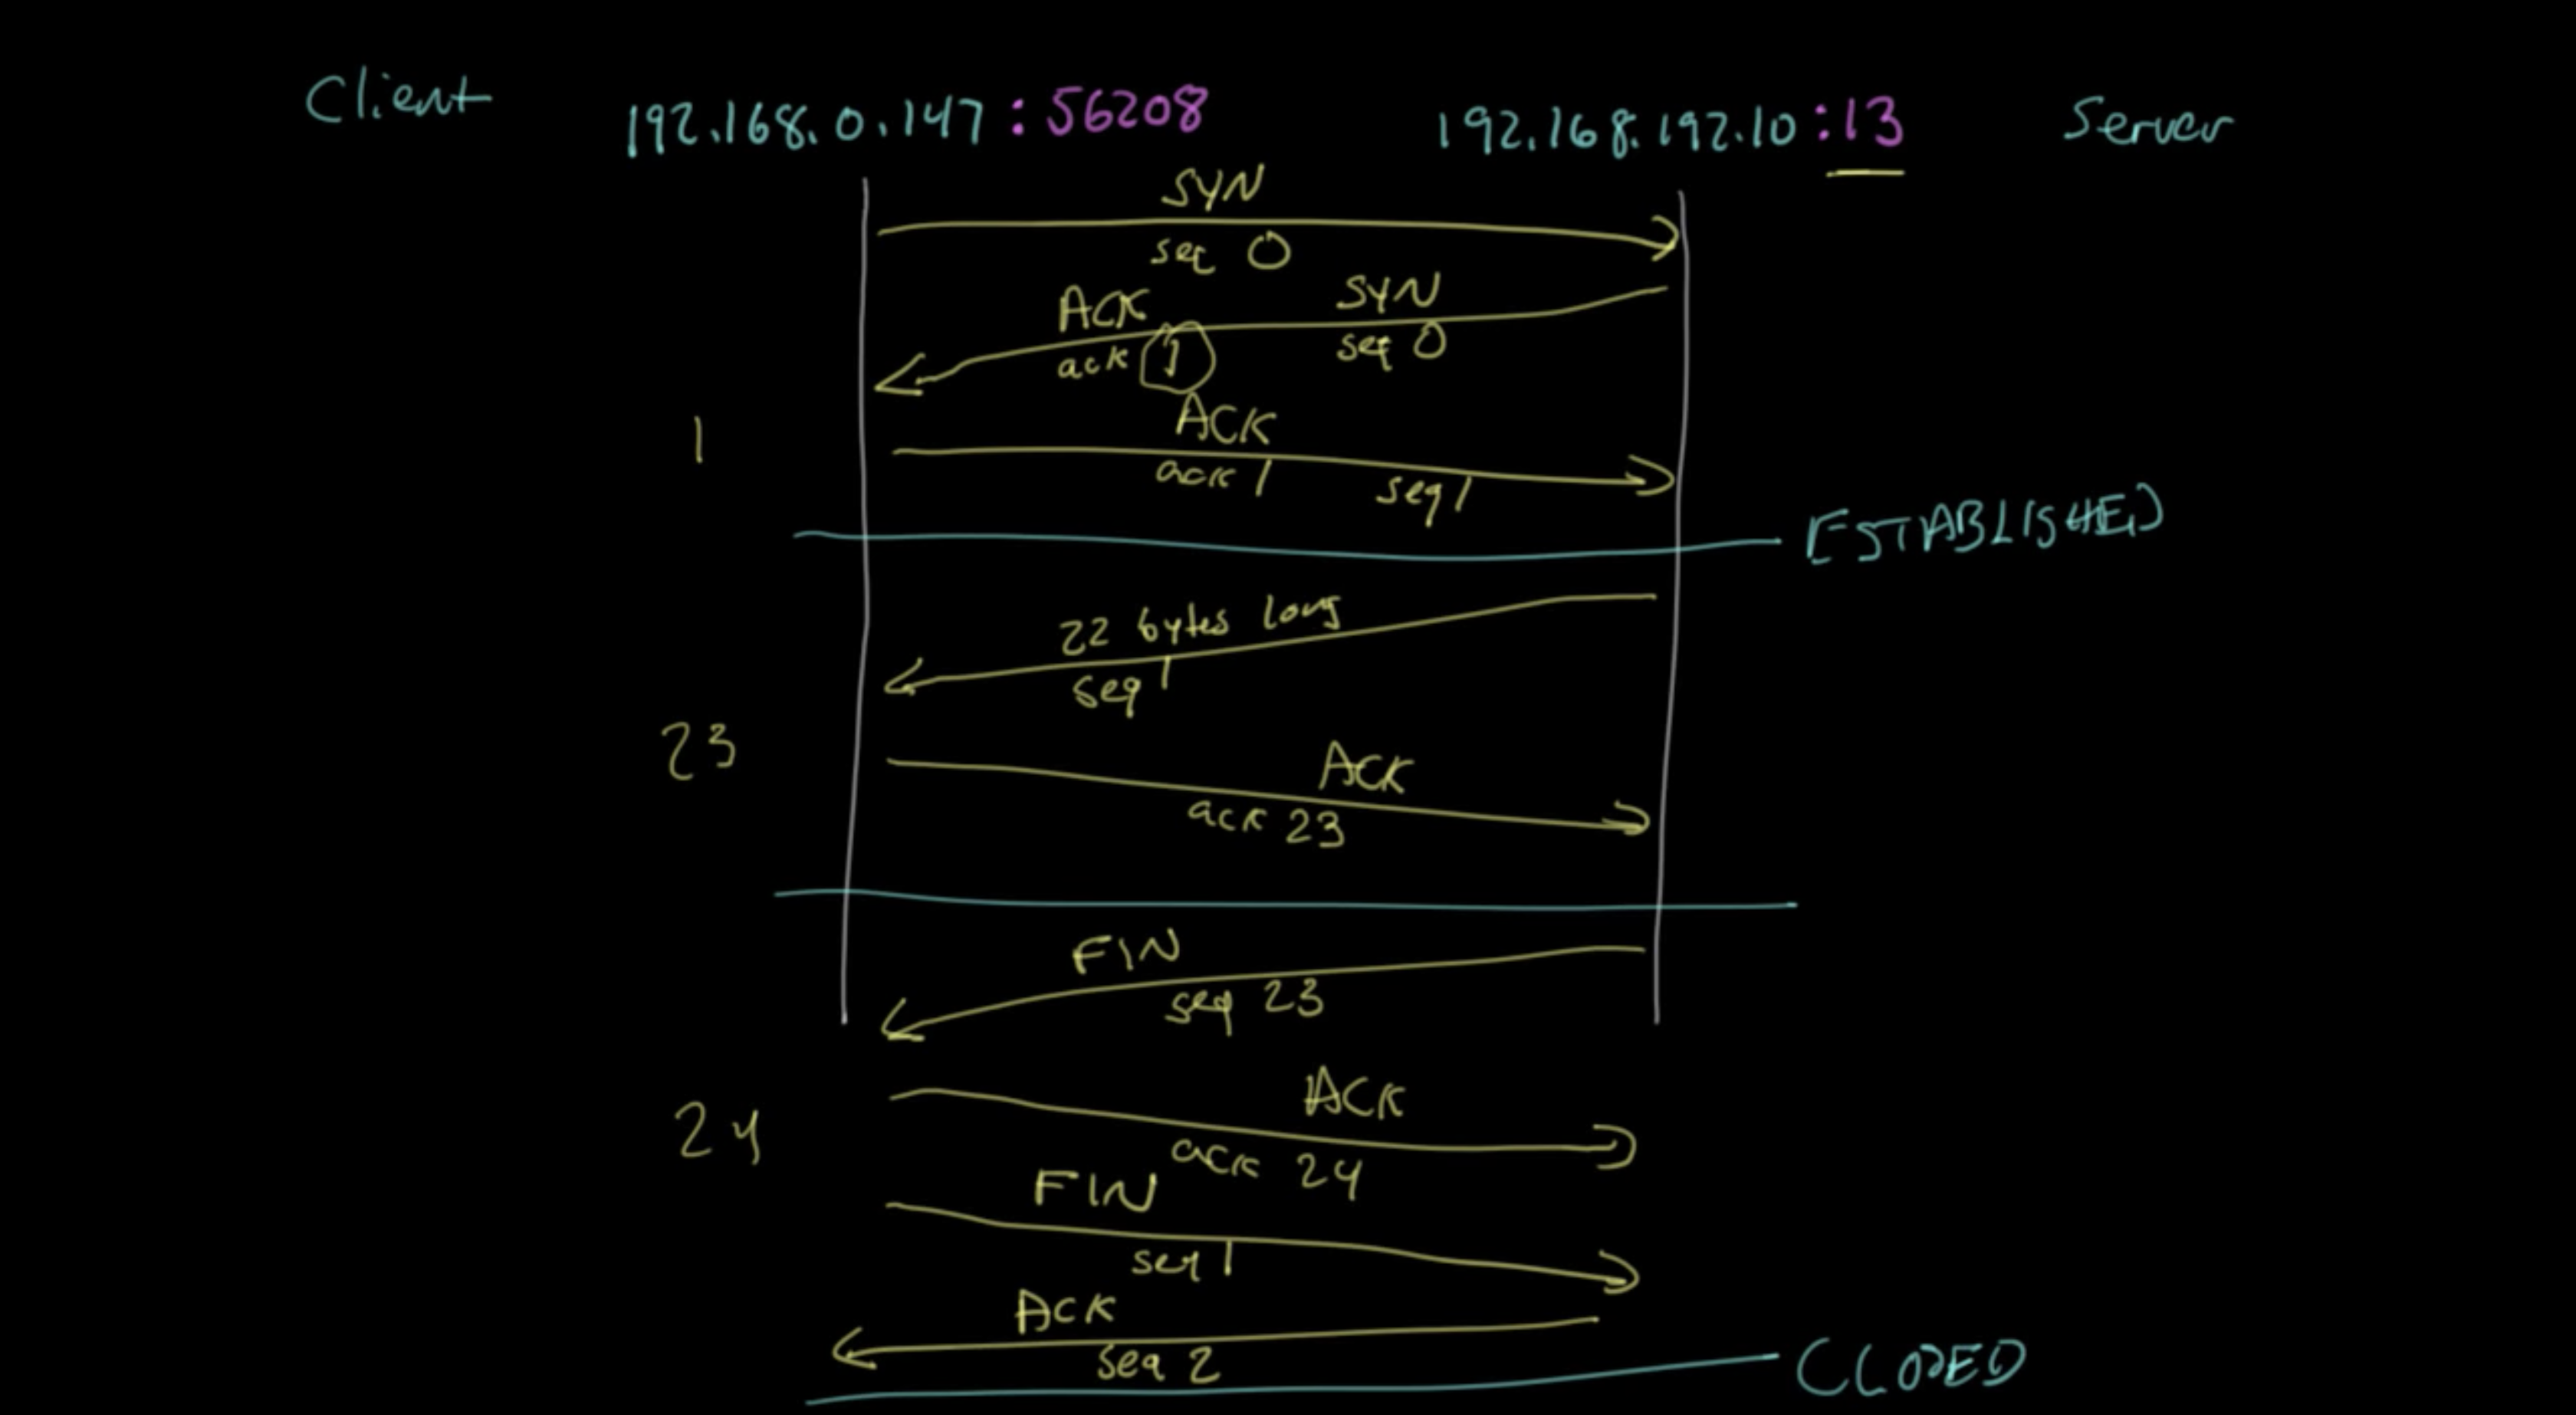 Client 192.168.0.147:56208 192.168.192.10:13 Server
SYN
seq 0
ACK SYN
ack 1 seq 0
ACK
1
ack 1 seq 1
ESTABLISHED
22 bytes long
seq 1
23
ACK
ack 23
FIN
seq 23
ACK
24
ack 24
FIN
seq 1
ACK
seq 2
CLOSED